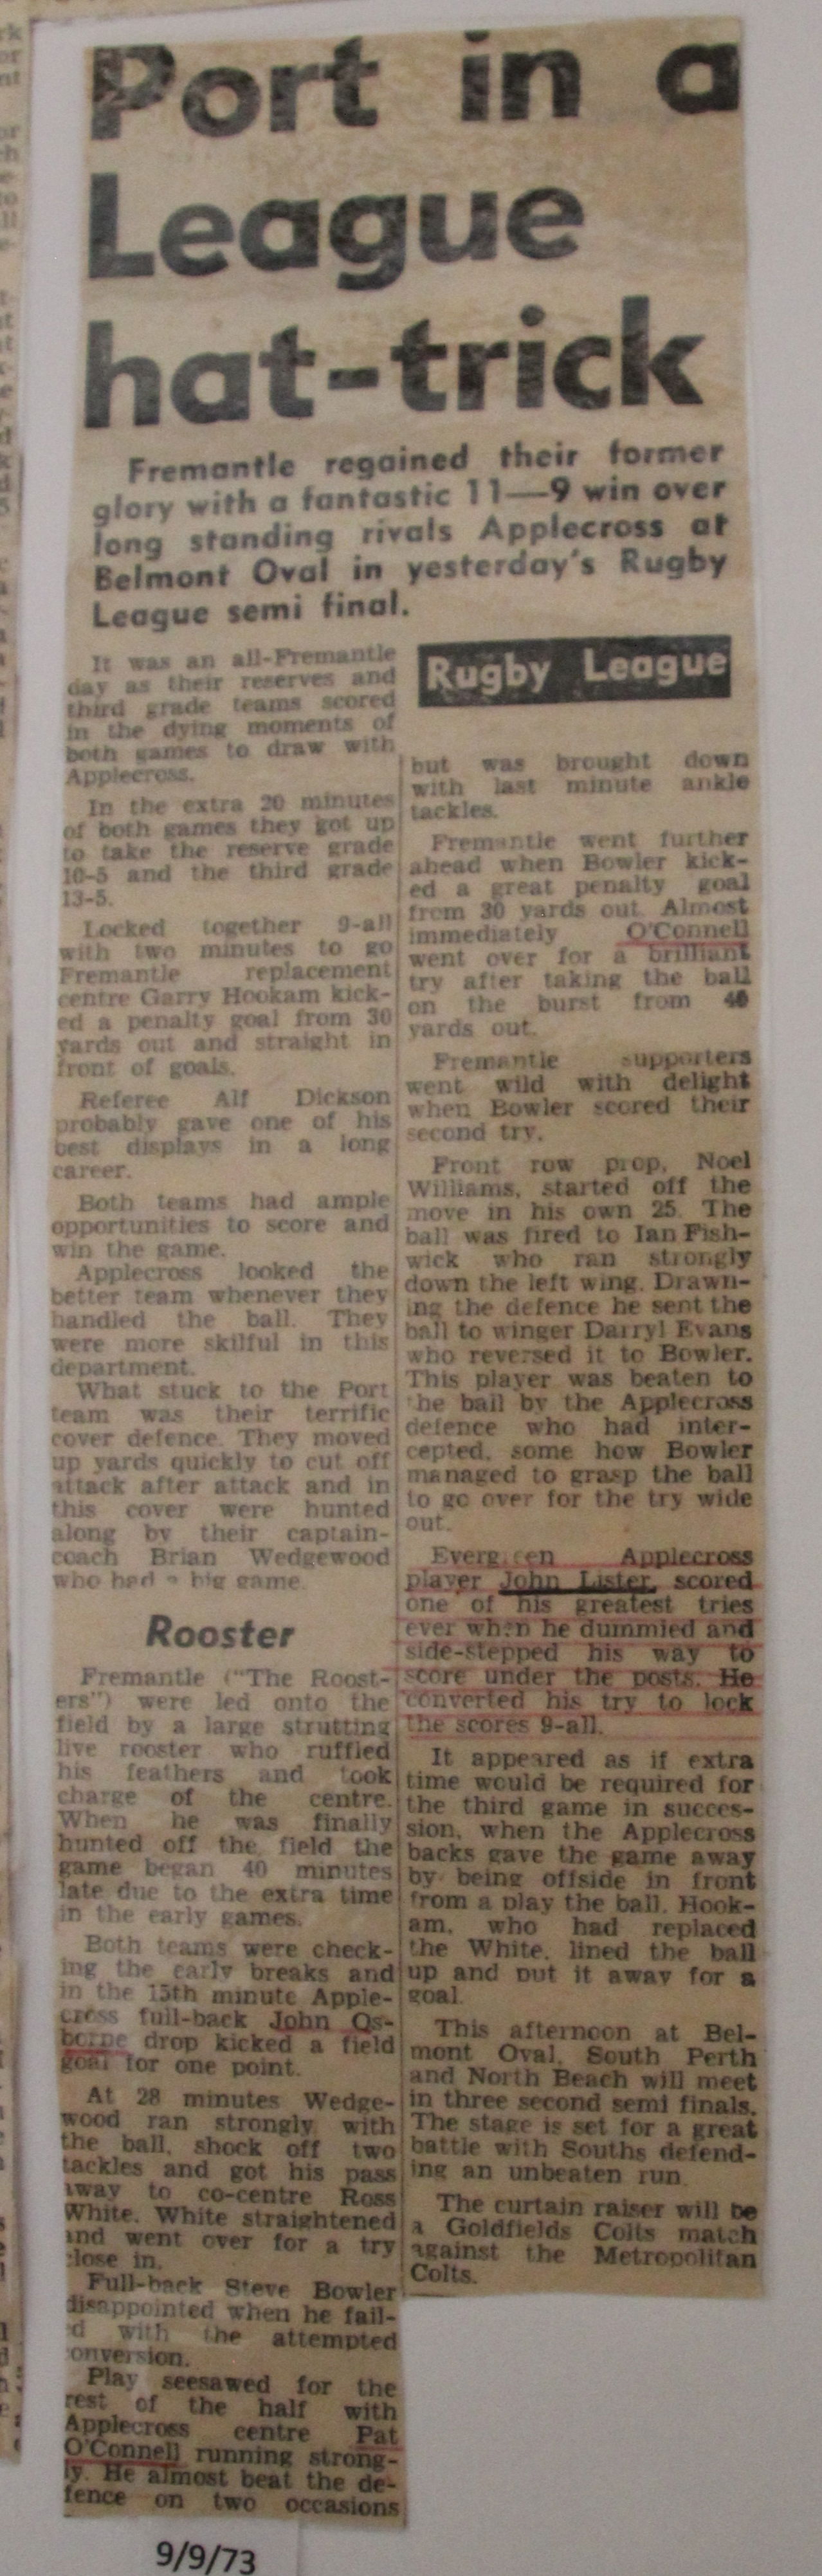 Port in a
League
hat-trick
Fremantle regained their former
glory with a fantastic 11—9 win over
long standing rivals Applecross at
Belmont Oval in yesterday's Rugby
League semi final.
It was an all-Fremantle
day as their reserves and
third grade teams scored
in the dying moments of
both games to draw with
Applecross.
In the extra 20 minutes
of both games they got up
to take the reserve grade
10-5 and the third grade
13-5.
Locked together 9-all
with two minutes to go
Fremantle replacement
centre Garry Hookam kick-
ed a penalty goal from 30
yards out and straight in
front of goals.
Referee Alf Dickson
probably gave one of his
best displays in a long
career.
Both teams had ample
opportunities to score and
win the game.
Applecross looked the
better team whenever they
handled the ball. They
were more skilful in this
department.
What stuck to the Port
team was their terrific
cover defence. They moved
up yards quickly to cut off
attack after attack and in
this cover were hunted
along by their captain-
coach Brian Wedgewood
who had a big game.
Rooster
Fremantle ("The Roost-
ers") were led onto the
field by a large strutting
live rooster who ruffled
his feathers and took
charge of the centre.
When he was finally
hunted off the field the
game began 40 minutes
late due to the extra time
in the early games.
Both teams were check-
ing the early breaks and
in the 15th minute Apple-
cross full-back John Os-
borne drop kicked a field
goal for one point.
At 28 minutes Wedge-
wood ran strongly with
the ball, shock off two
tackles and got his pass
away to co-centre Ross
White. White straightened
and went over for a try
close in.
Full-back Steve Bowler
disappointed when he fail-
ed with the attempted
conversion.
Play seesawed for the
rest of the half with
Applecross centre Pat
O'Connell running strong-
ly. He almost beat the de-
fence on two occasions
Rugby League
but was brought down
with last minute ankle
tackles.
Fremantle went further
ahead when Bowler kick-
ed a great penalty goal
from 30 yards out. Almost
immediately O'Connell
went over for a brilliant
try after taking the ball
on the burst from 40
yards out.
Fremantle supporters
went wild with delight
when Bowler scored their
second try.
Front row prop, Noel
Williams, started off the
move in his own 25. The
ball was fired to Ian Fish-
wick who ran strongly
down the left wing. Drawn-
ing the defence he sent the
ball to winger Darryl Evans
who reversed it to Bowler.
This player was beaten to
the ball by the Applecross
defence who had inter-
cepted, some how Bowler
managed to grasp the ball
to go over for the try wide
out.
Evergreen Applecross
player John Lister, scored
one of his greatest tries
ever when he dummied and
side-stepped his way to
score under the posts. He
converted his try to lock
the scores 9-all.
It appeared as if extra
time would be required for
the third game in succes-
sion, when the Applecross
backs gave the game away
by being offside in front
from a play the ball. Hook-
am, who had replaced
the White, lined the ball
up and put it away for a
goal.
This afternoon at Bel-
mont Oval, South Perth
and North Beach will meet
in three second semi finals.
The stage is set for a great
battle with Souths defend-
ing an unbeaten run.
The curtain raiser will be
a Goldfields Colts match
against the Metropolitan
Colts.
9/9/73